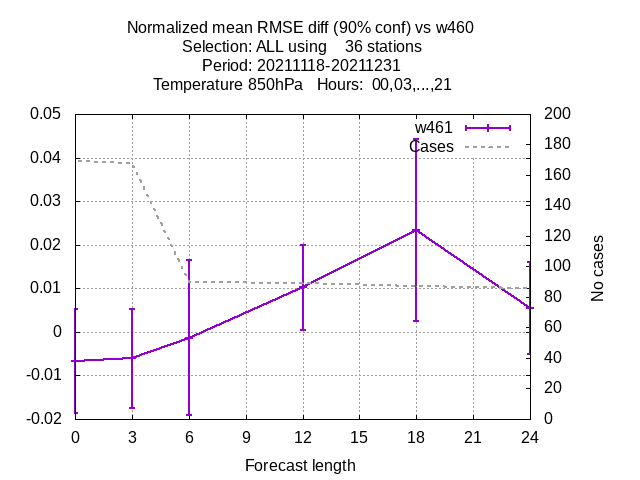 Normalized mean RMSE diff (90% conf) vs w460
Selection: ALL using    36 stations
Period: 20211118-20211231
Temperature 850hPa   Hours:  00,03,...,21
w461
Cases
0.05
0.04
0.03
0.02
0.01
0
-0.01
-0.02
200
180
160
140
120
100
80
60
40
20
0
No cases
0 3 6 9 12 15 18 21 24
Forecast length